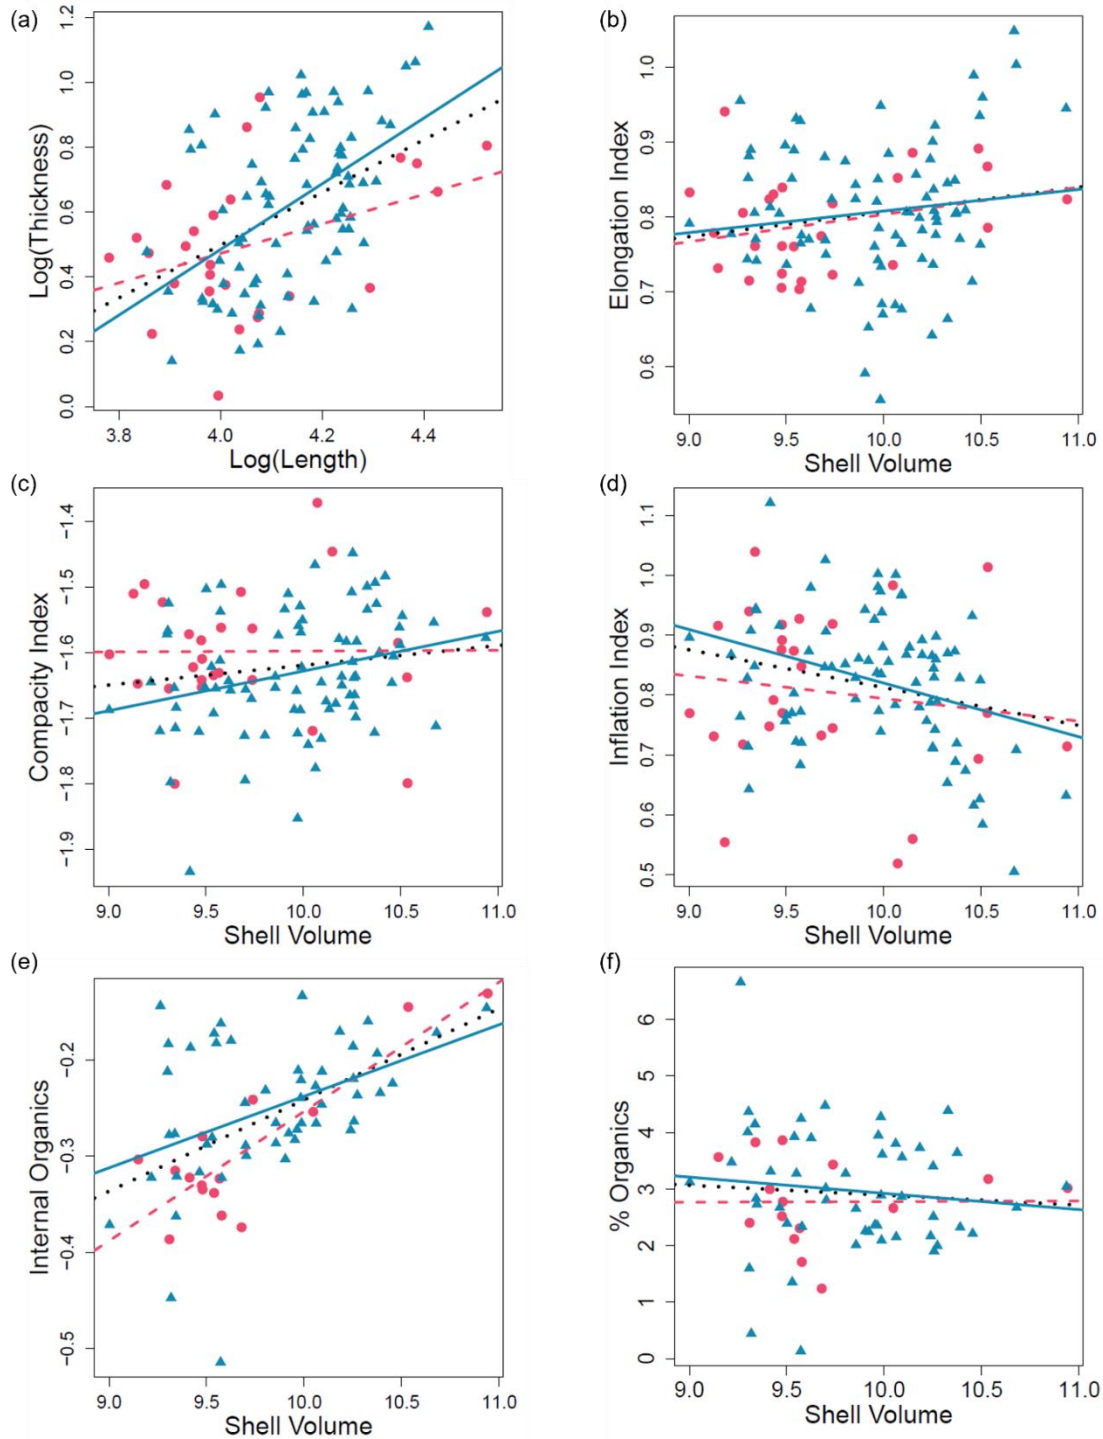 (a)
Log(Thickness)
1.2
1.0
0.8
0.6
0.4
0.2
0.0
3.8 4.0 4.2 4.4
Log(Length)
(b)
Elongation Index
1.0
0.9
0.8
0.7
0.6
9.0 9.5 10.0 10.5 11.0
Shell Volume
(c)
Compacity Index
−1.4
−1.5
−1.6
−1.7
−1.8
−1.9
9.0 9.5 10.0 10.5 11.0
Shell Volume
(d)
Inflation Index
1.1
1.0
0.9
0.8
0.7
0.6
0.5
9.0 9.5 10.0 10.5 11.0
Shell Volume
(e)
Internal Organics
−0.2
−0.3
−0.4
−0.5
9.0 9.5 10.0 10.5 11.0
Shell Volume
(f)
% Organics
6
5
4
3
2
1
0
9.0 9.5 10.0 10.5 11.0
Shell Volume